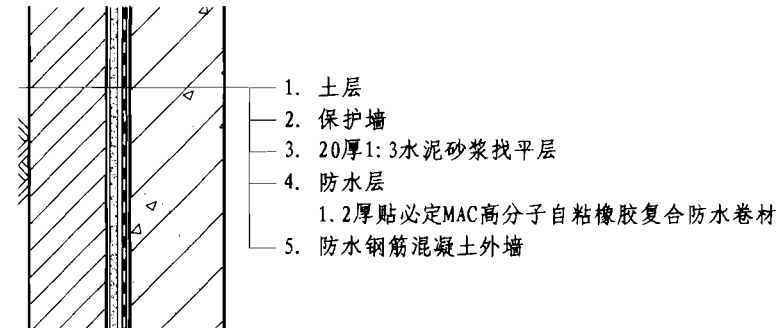 1. 土层
2. 保护墙
3. 20厚1:3水泥砂浆找平层
4. 防水层
1.2厚贴必定MAC高分子自粘橡胶复合防水卷材
5. 防水钢筋混凝土外墙